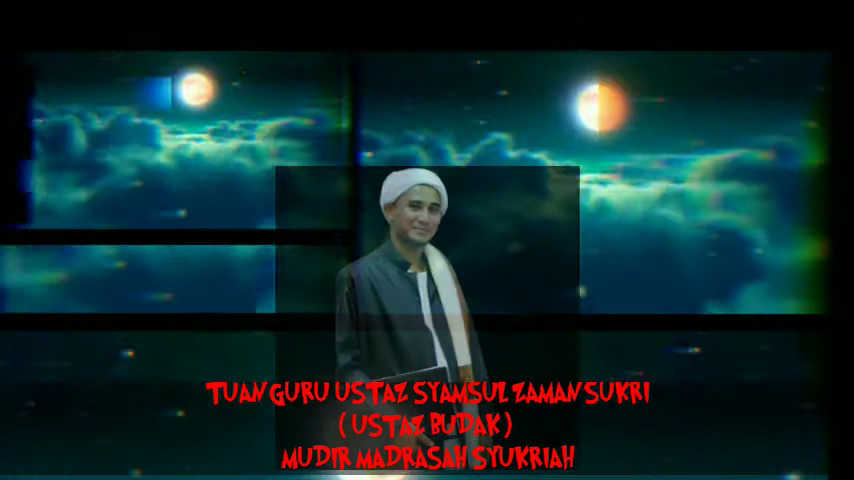 TUAN GURU USTAZ SYAMSUL ZAMAN SUKRI
( USTAZ BUDAK )
MUDIR MADRASAH SYUKRIAH